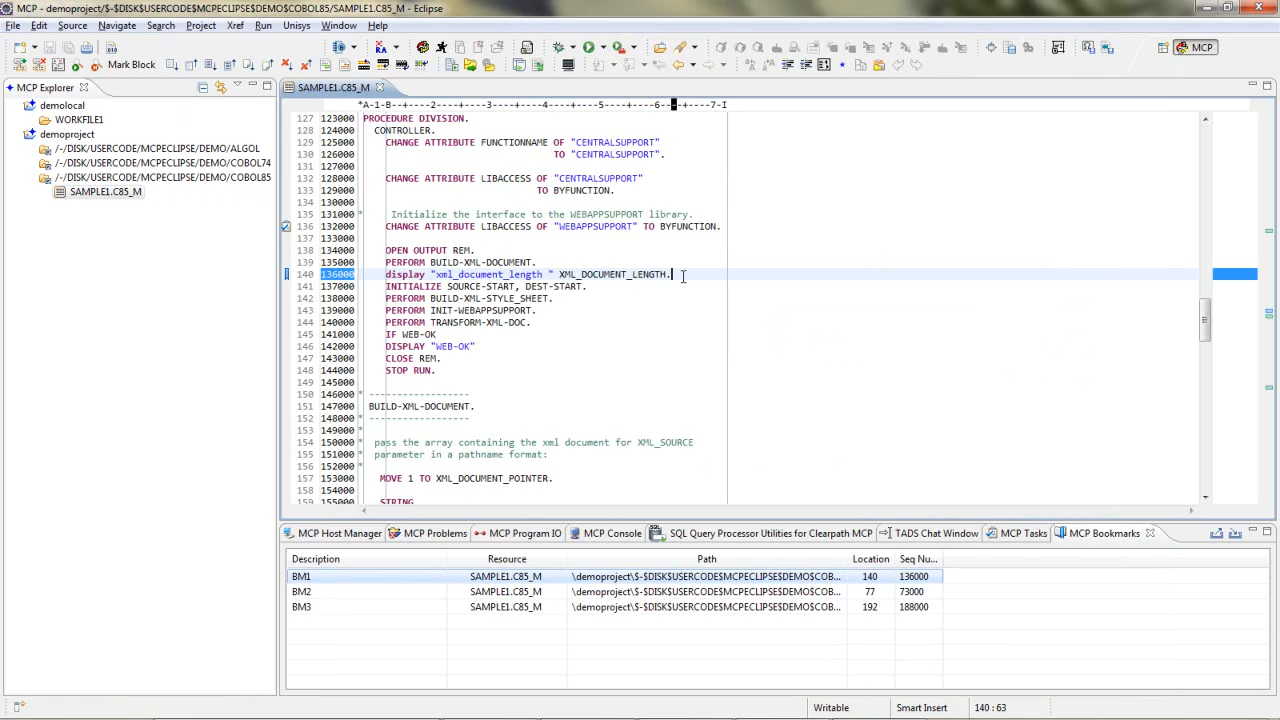 MCP - demoproject/$-$DISK$USERCODE$MCPECLIPSE$DEMO$COBOL85/SAMPLE1.C85_M - Eclipse
File Edit Source Navigate Search Project Xref Run Unisys Window Help
MCP
Mark Block
MCP Explorer
demolocal
WORKFILE1
demoproject
/-/DISK/USERCODE/MCPECLIPSE/DEMO/ALGOL
/-/DISK/USERCODE/MCPECLIPSE/DEMO/COBOL74
/-/DISK/USERCODE/MCPECLIPSE/DEMO/COBOL85
SAMPLE1.C85_M
SAMPLE1.C85_M
*A-1-B--+----2----+----3----+----4----+----5----+----6----+----7-I
127 123000 PROCEDURE DIVISION.
128 124000 CONTROLLER.
129 125000 CHANGE ATTRIBUTE FUNCTIONNAME OF "CENTRALSUPPORT"
130 126000 TO "CENTRALSUPPORT".
131 127000
132 128000 CHANGE ATTRIBUTE LIBACCESS OF "CENTRALSUPPORT"
133 129000 TO BYFUNCTION.
134 130000
135 131000* Initialize the interface to the WEBAPPSUPPORT library.
136 132000 CHANGE ATTRIBUTE LIBACCESS OF "WEBAPPSUPPORT" TO BYFUNCTION.
137 133000
138 134000 OPEN OUTPUT REM.
139 135000 PERFORM BUILD-XML-DOCUMENT.
140 136000 display "xml_document_length " XML_DOCUMENT_LENGTH.
141 137000 INITIALIZE SOURCE-START, DEST-START.
142 138000 PERFORM BUILD-XML-STYLE_SHEET.
143 139000 PERFORM INIT-WEBAPPSUPPORT.
144 140000 PERFORM TRANSFORM-XML-DOC.
145 141000 IF WEB-OK
146 142000 DISPLAY "WEB-OK"
147 143000 CLOSE REM.
148 144000 STOP RUN.
149 145000
150 146000* ------------------
151 147000 BUILD-XML-DOCUMENT.
152 148000* ------------------
153 149000*
154 150000* pass the array containing the xml document for XML_SOURCE
155 151000* parameter in a pathname format:
156 152000*
157 153000 MOVE 1 TO XML_DOCUMENT_POINTER.
158 154000
159 155000 STRING
MCP Host Manager MCP Problems MCP Program IO MCP Console SQL Query Processor Utilities for Clearpath MCP TADS Chat Window MCP Tasks MCP Bookmarks
Description Resource Path Location Seq Nu...
BM1 SAMPLE1.C85_M \demoproject\$-$DISK$USERCODE$MCPECLIPSE$DEMO$COB... 140 136000
BM2 SAMPLE1.C85_M \demoproject\$-$DISK$USERCODE$MCPECLIPSE$DEMO$COB... 77 73000
BM3 SAMPLE1.C85_M \demoproject\$-$DISK$USERCODE$MCPECLIPSE$DEMO$COB... 192 188000
Writable Smart Insert 140 : 63